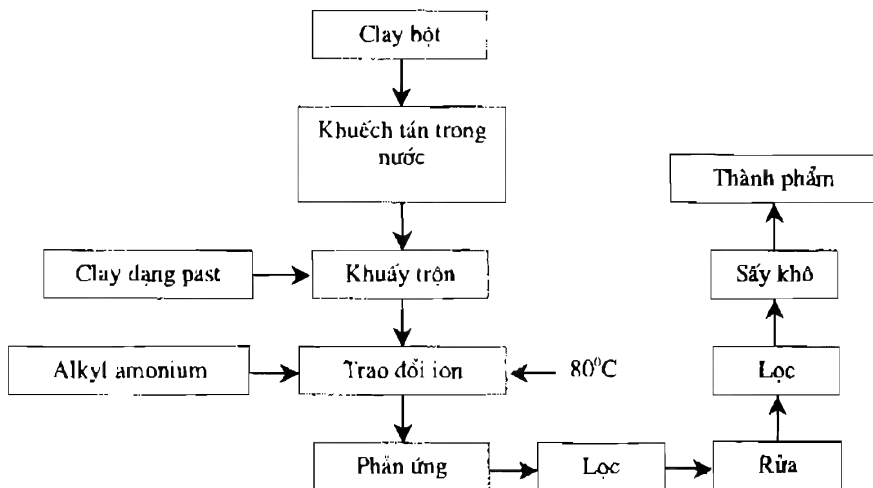 Clay bột
Khuếch tán trong
nước
Thành phẩm
Clay dạng past
Khuấy trộn
Sấy khô
Alkyl amonium
Trao đổi ion
80⁰C
Lọc
Phản ứng
Lọc
Rửa